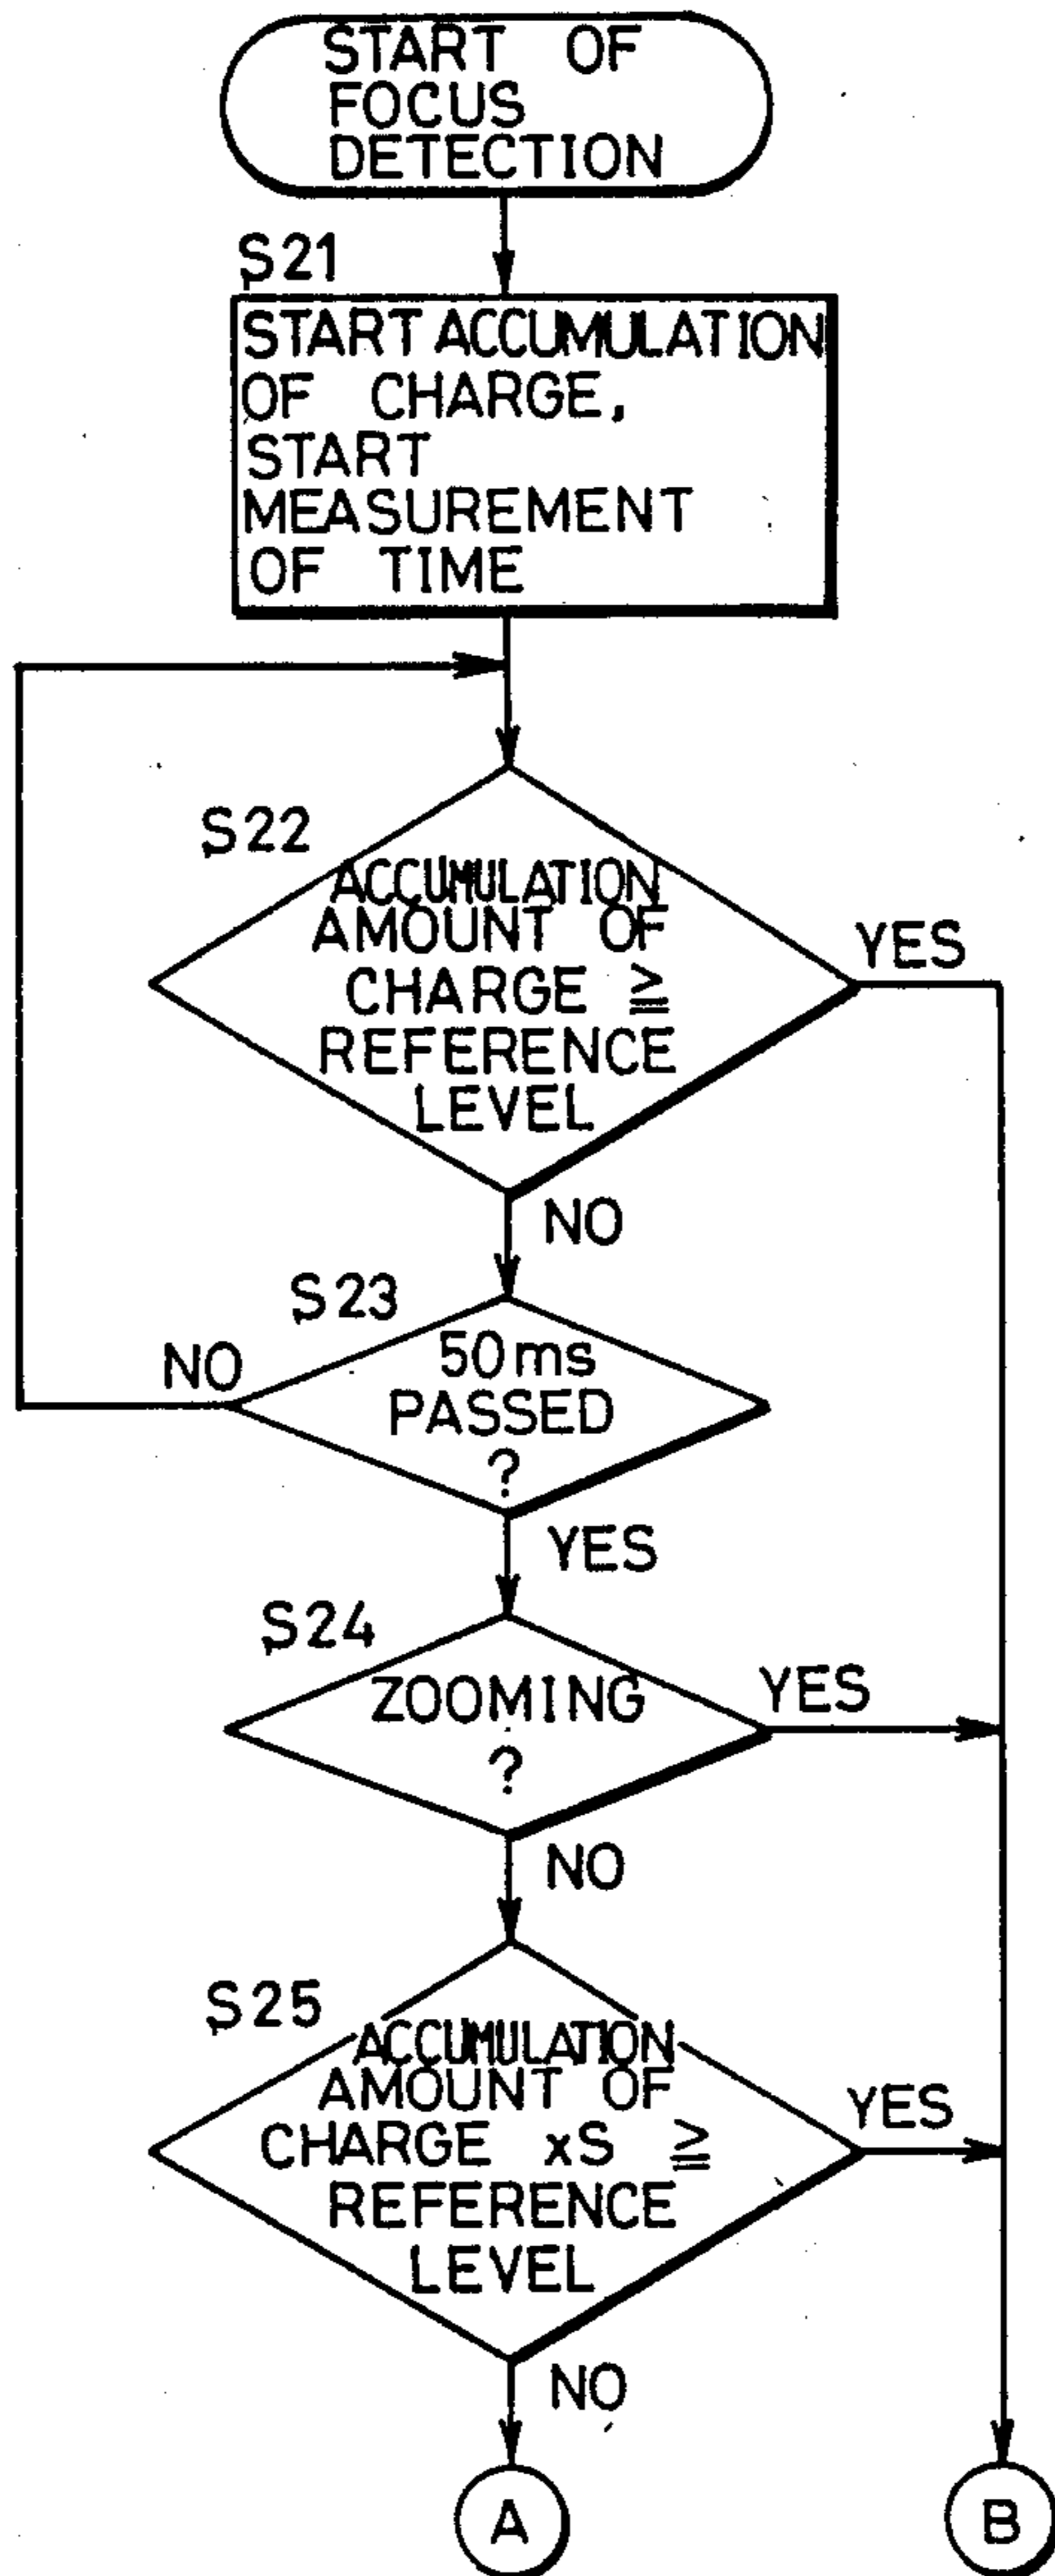 START OF
FOCUS
DETECTION
S21
START ACCUMULATION
OF CHARGE,
START
MEASUREMENT
OF TIME
S22
ACCUMULATION
AMOUNT OF
CHARGE ≧
REFERENCE
LEVEL
YES
NO
S23
50ms
PASSED
?
NO
YES
S24
ZOOMING
?
YES
NO
S25
ACCUMULATION
AMOUNT OF
CHARGE xS ≧
REFERENCE
LEVEL
YES
NO
A
B